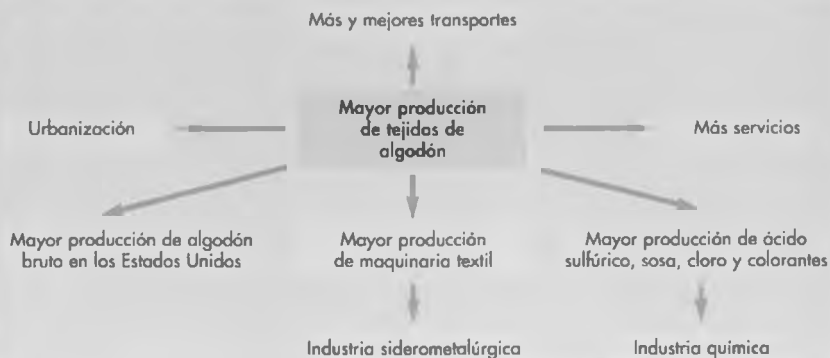 Más y mejores transportes
Mayor producción
de tejidas de
algodón
Urbanización
Más servicios
Mayor producción de algodón
bruto en los Estados Unidos
Mayor producción
de maquinaria textil
Mayor producción de ácido
sulfúrico, sosa, cloro y colorantes
Industria siderometalúrgica
Industria química